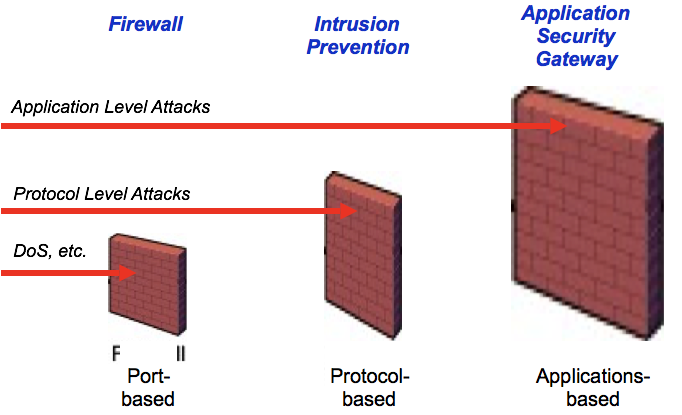 Firewall
Intrusion
Prevention
Application
Security
Gateway
Application Level Attacks
Protocol Level Attacks
DoS, etc.
F ll
Port-
based
Protocol-
based
Applications-
based